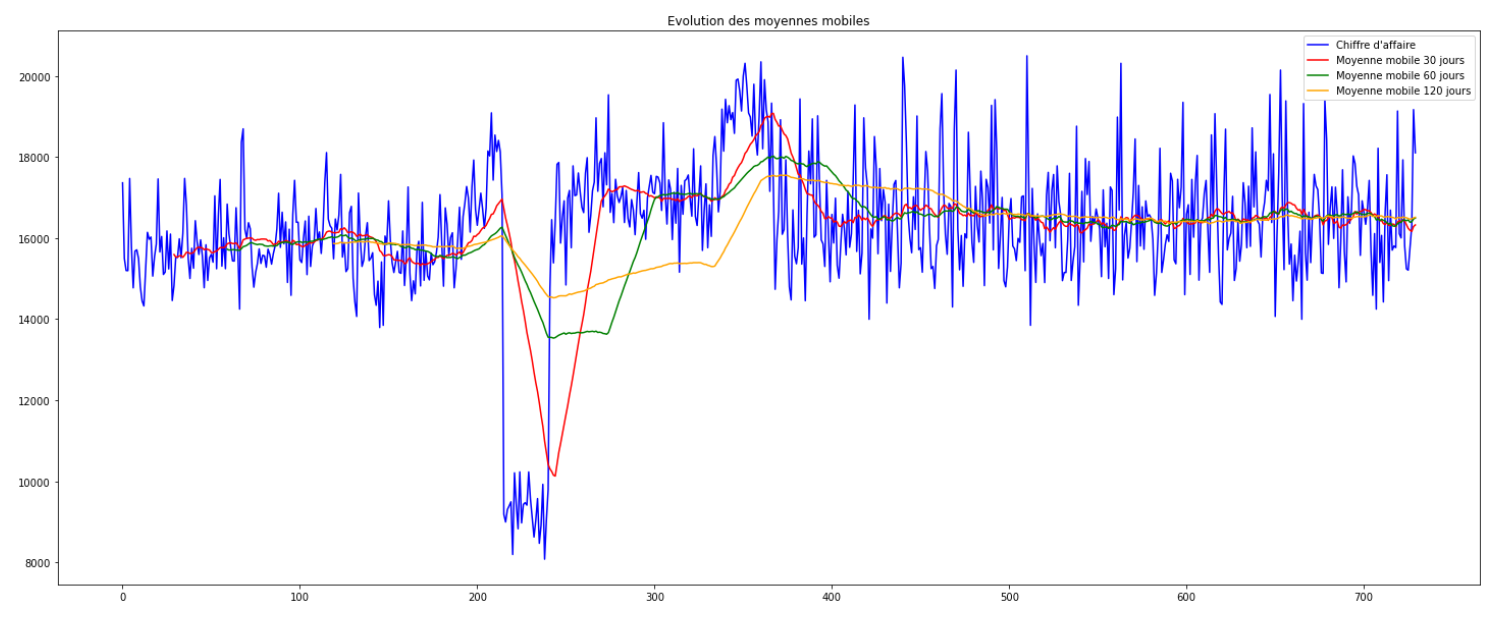 Evolution des moyennes mobiles
Chiffre d'affaire
Moyenne mobile 30 jours
Moyenne mobile 60 jours
Moyenne mobile 120 jours
20000
18000
16000
14000
12000
10000
8000
0 100 200 300 400 500 600 700